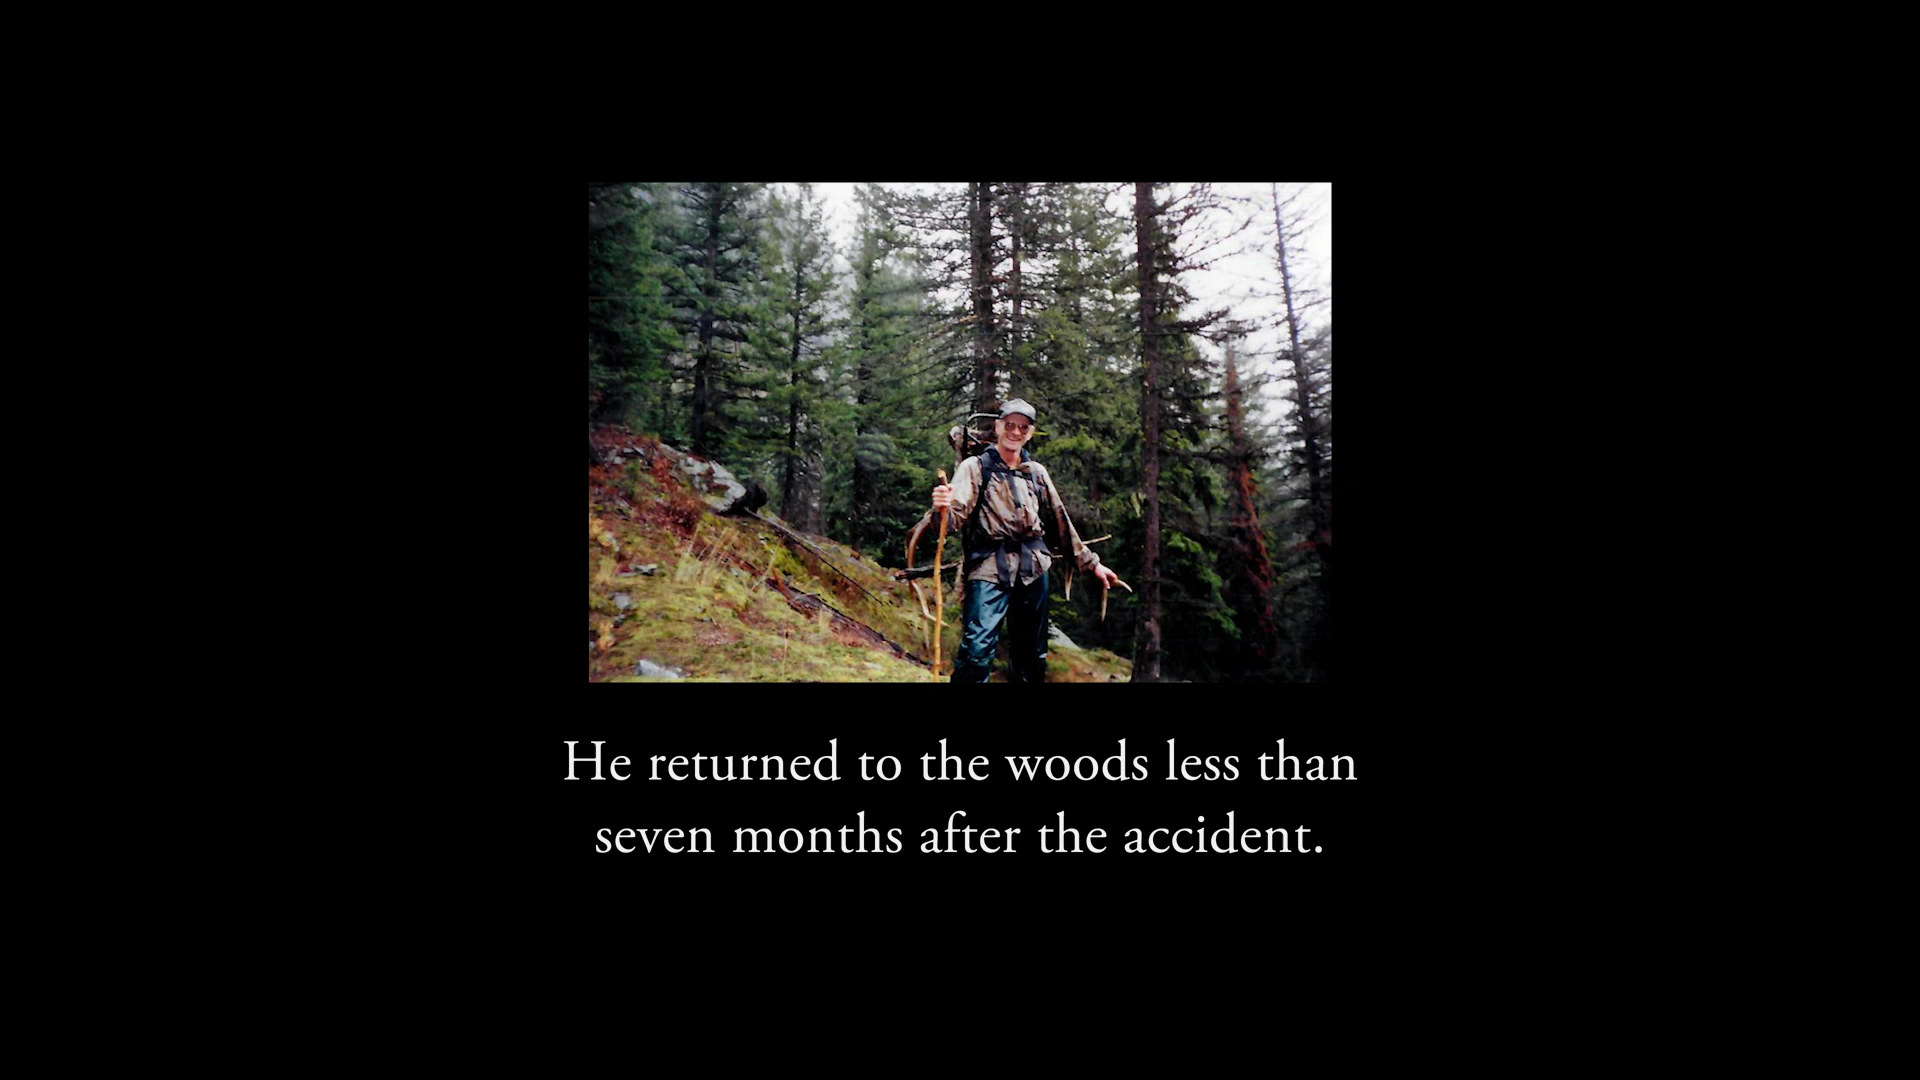 He returned to the woods less than
seven months after the accident.